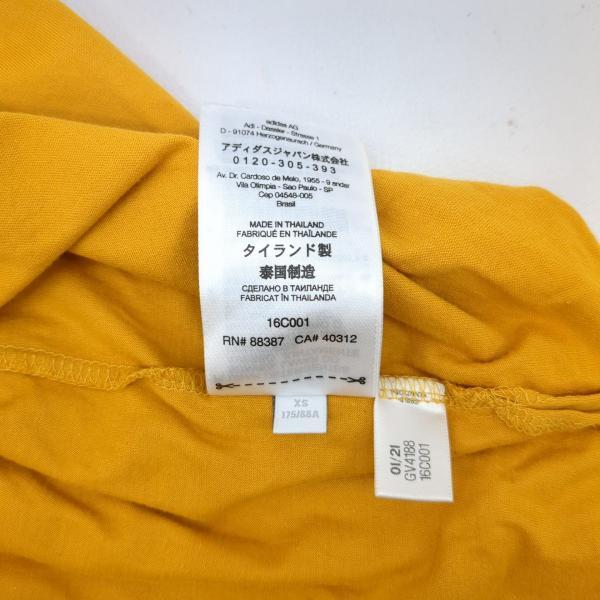 adidas AG
Adi - Dassler - Strasse 1
D - 91074 Herzogenaurach / Germany
アディダスジャパン株式会社
0120-305-393
Av. Dr. Cardoso de Melo, 1955 - 9 andar
Vila Olimpia - Sao Paulo - SP
Cap 04548-005
Brasil
MADE IN THAILAND
FABRIQUÉ EN THAÏLANDE
タイランド製
泰国制造
СДЕЛАНО В ТАИЛАНДЕ
FABRICAT ÎN THAILANDA
16C001
RN# 88387 CA# 40312
XS
175/88A
01/21
GV4188
16C001